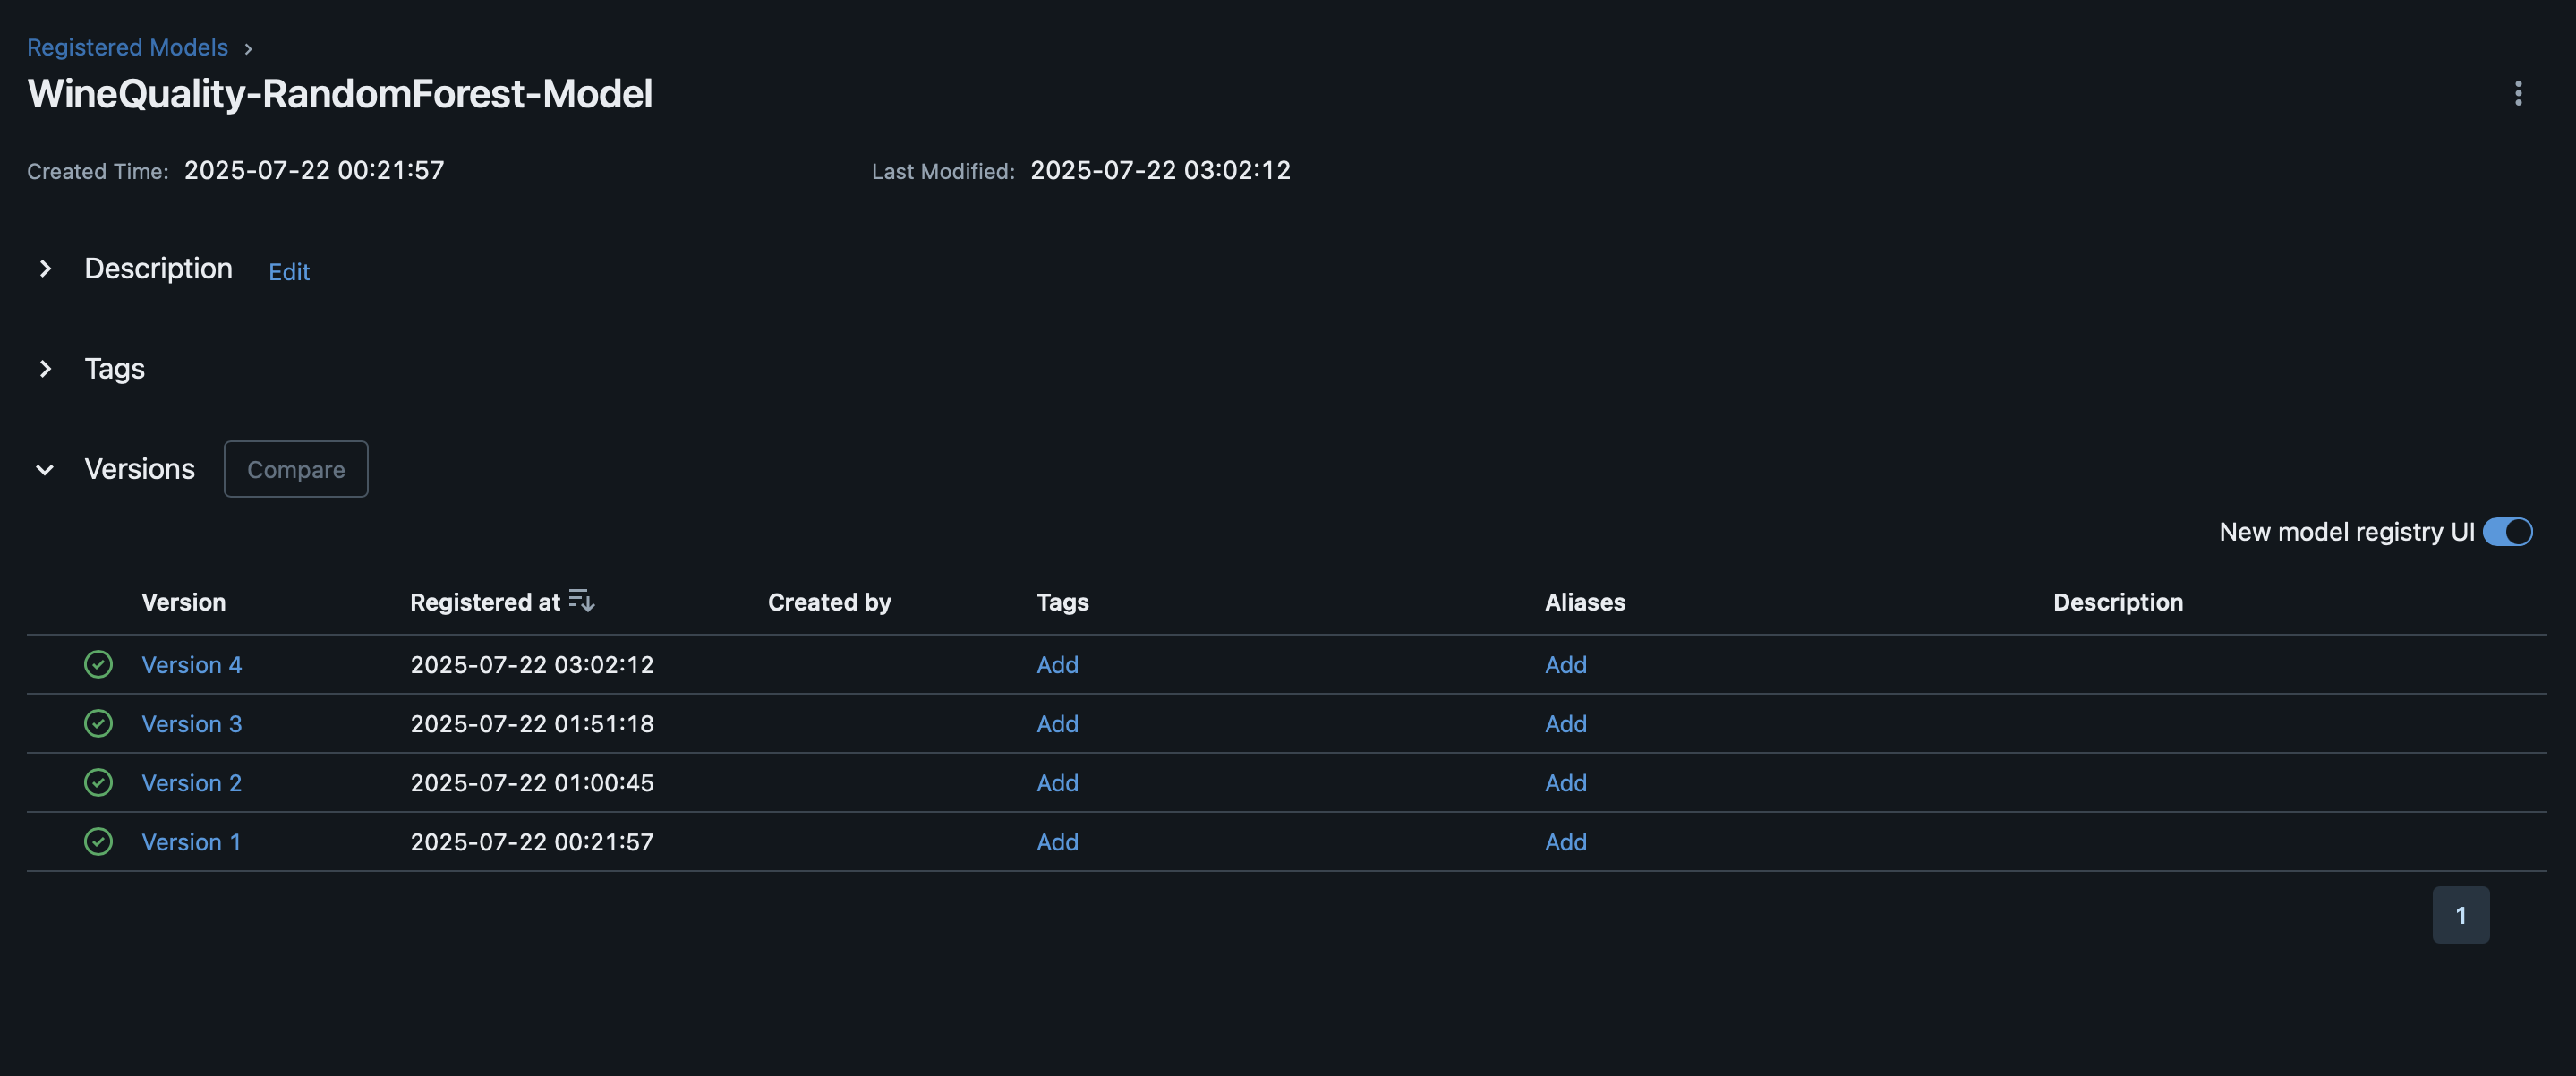 Registered Models
WineQuality-RandomForest-Model
Created Time: 2025-07-22 00:21:57 Last Modified: 2025-07-22 03:02:12
Description Edit
Tags
Versions Compare
New model registry UI
Version Registered at Created by Tags Aliases Description
Version 4 2025-07-22 03:02:12 Add Add
Version 3 2025-07-22 01:51:18 Add Add
Version 2 2025-07-22 01:00:45 Add Add
Version 1 2025-07-22 00:21:57 Add Add
1